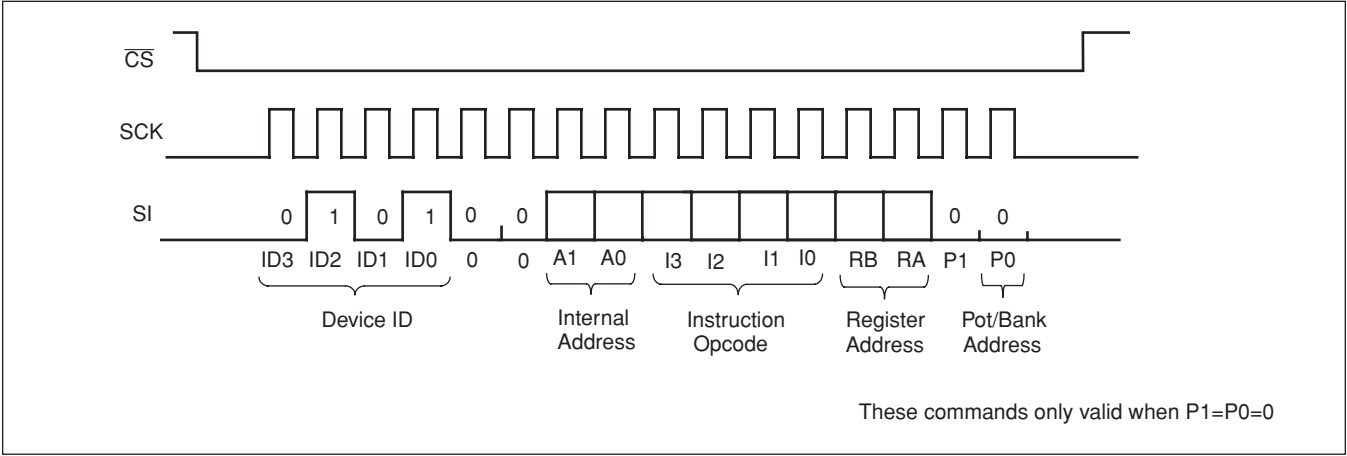 CS
SCK
SI 0 1 0 1 0 0 0 0
ID3 ID2 ID1 ID0 0 0 A1 A0 I3 I2 I1 I0 RB RA P1 P0
Device ID
Internal Address
Instruction Opcode
Register Address
Pot/Bank Address
These commands only valid when P1=P0=0